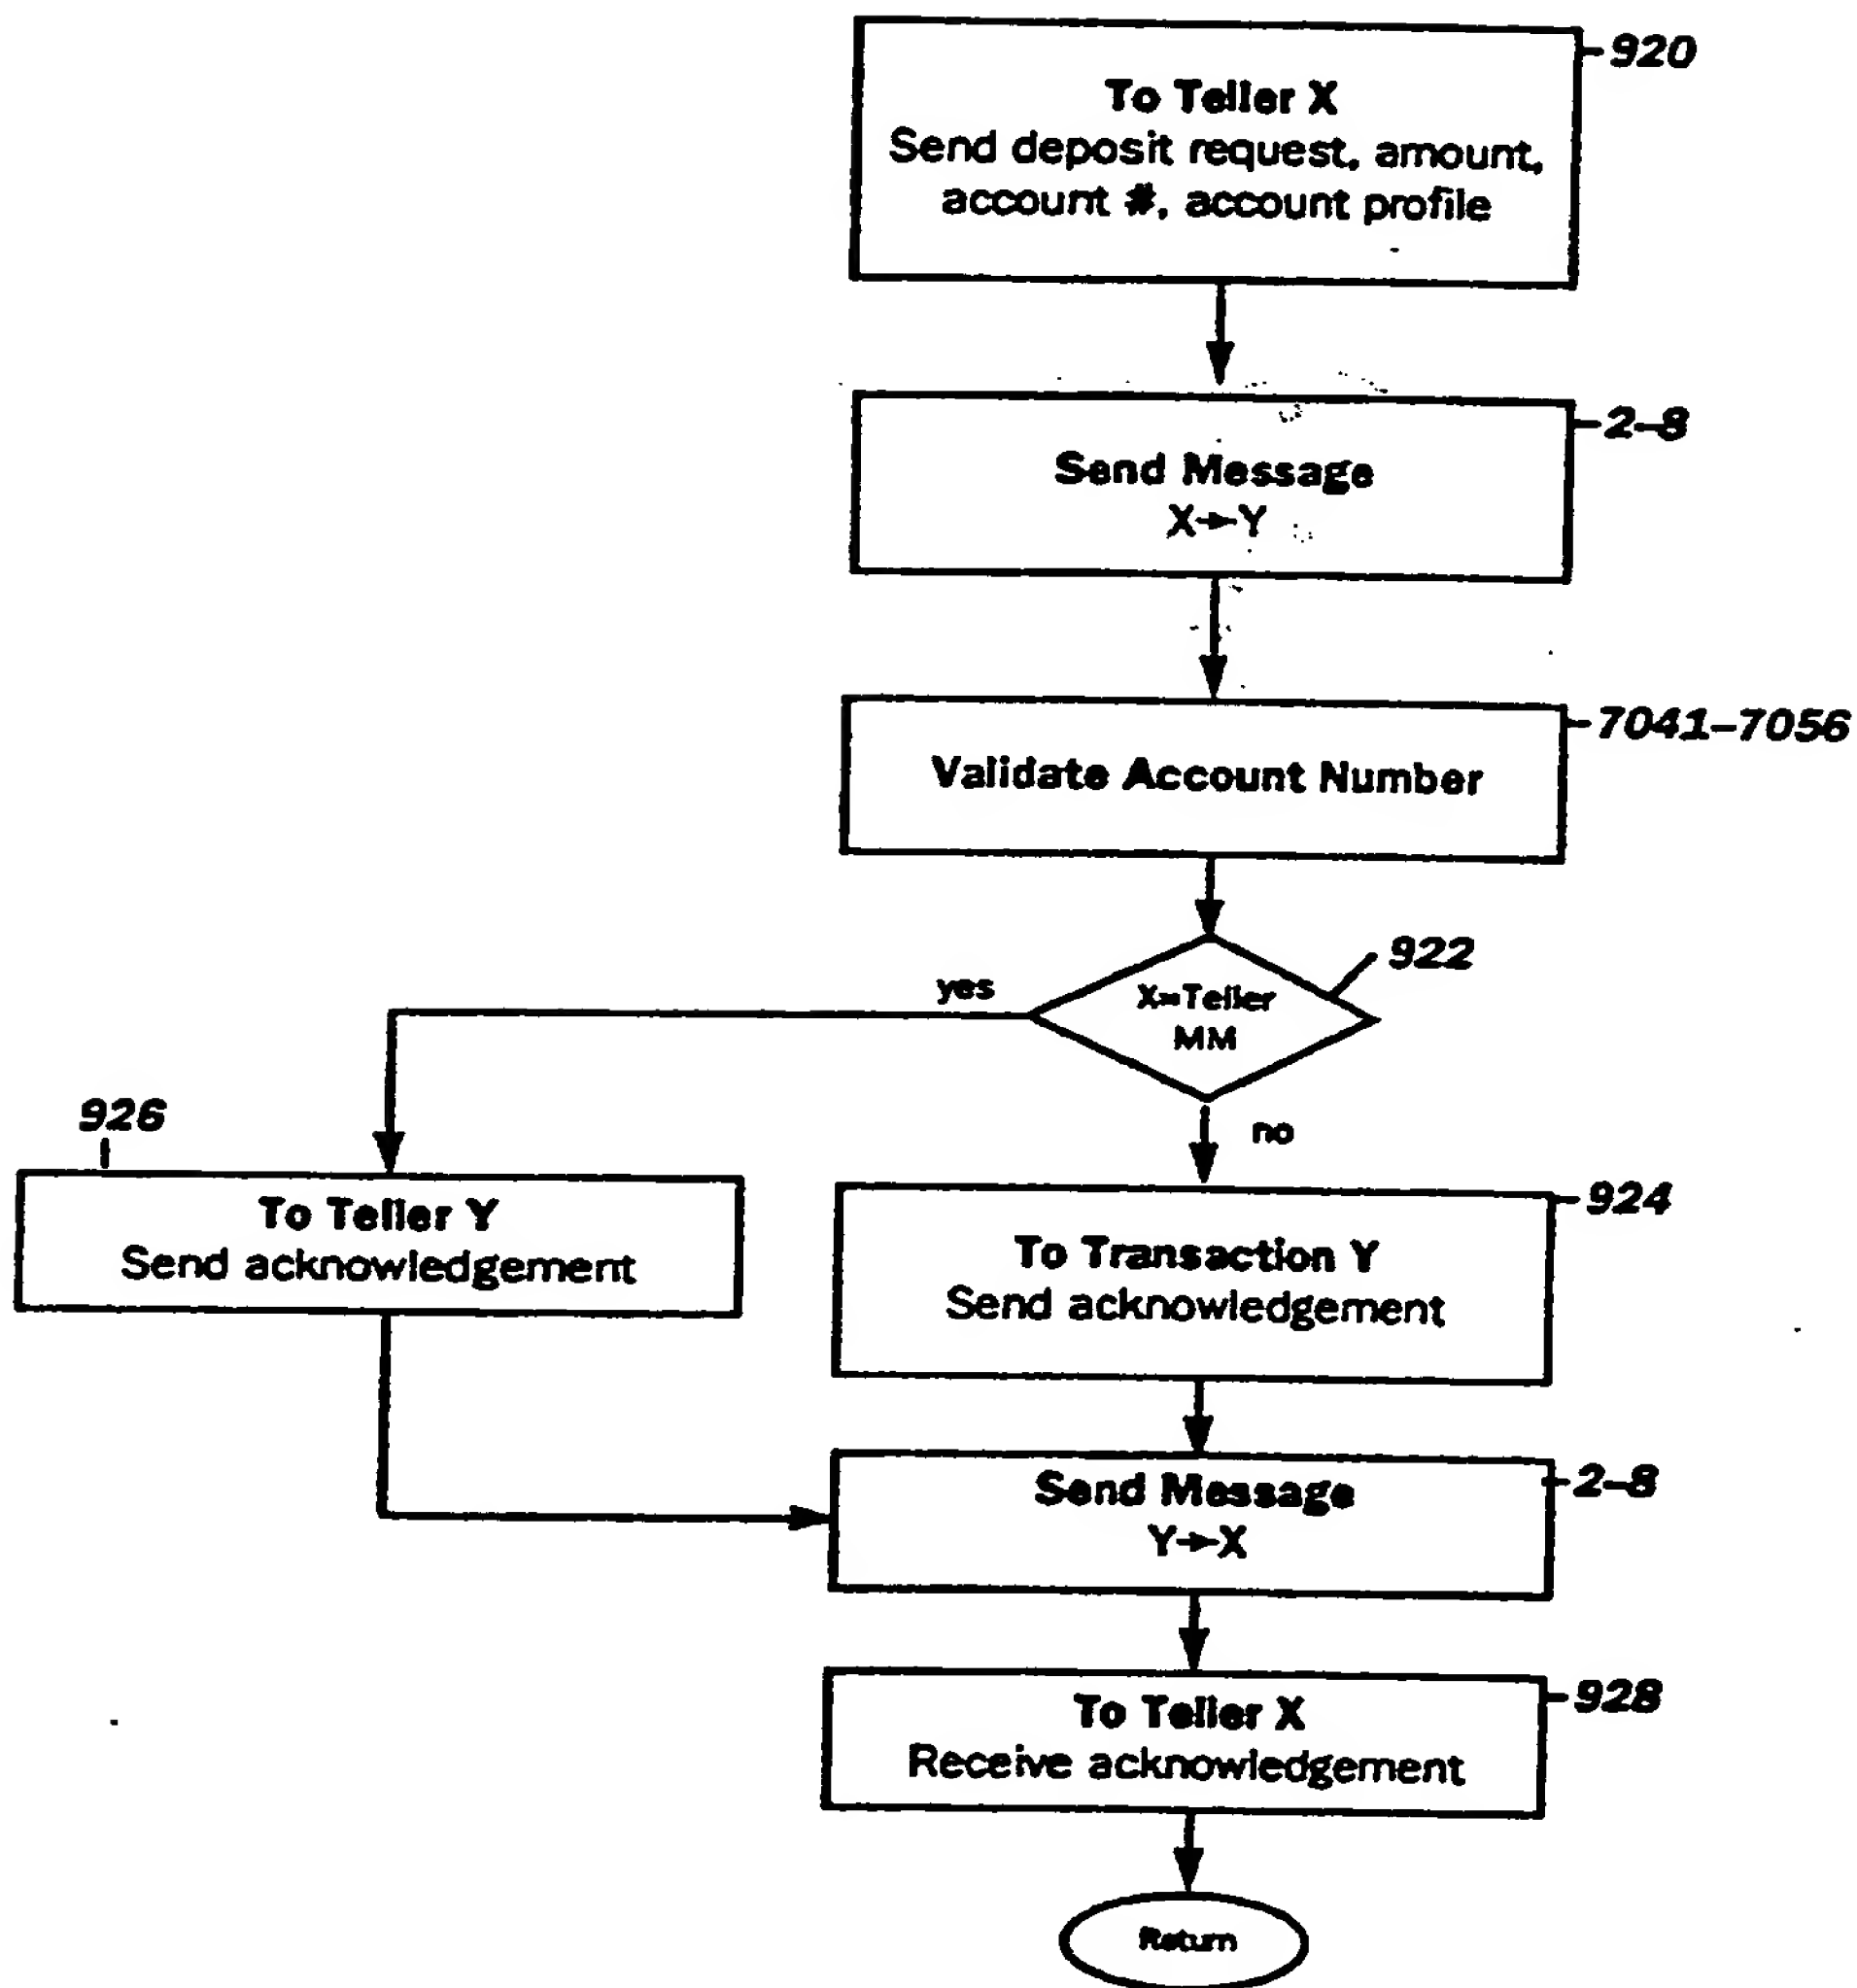 920
To Teller X
Send deposit request, amount,
account #, account profile
2–8
Send Message
X→Y
7041–7056
Validate Account Number
922
X=Teller
MM
yes
no
926
To Teller Y
Send acknowledgement
924
To Transaction Y
Send acknowledgement
2–8
Send Message
Y→X
928
To Teller X
Receive acknowledgement
Return